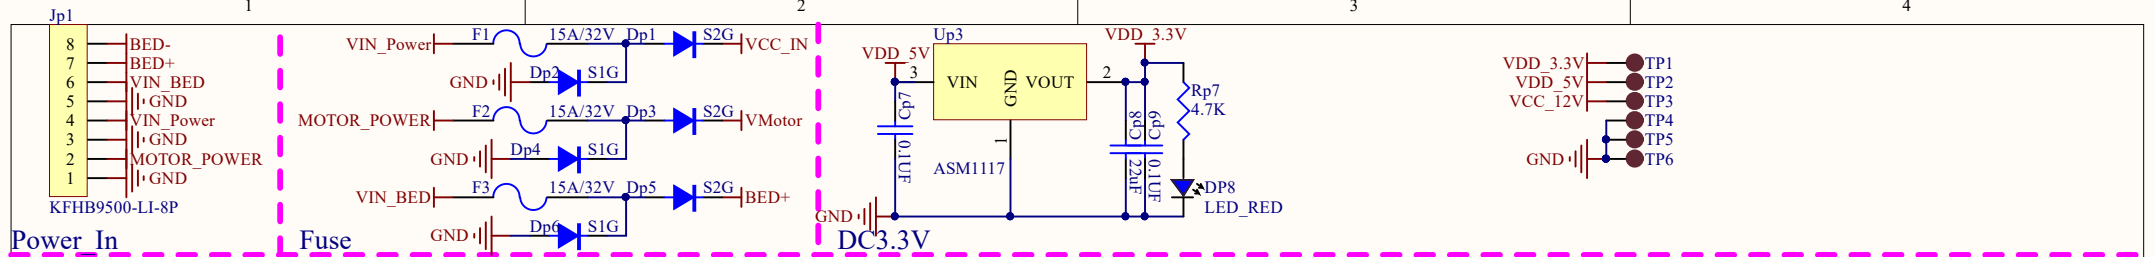 1
2
3
4
Jp1
8
BED-
7
BED+
6
VIN_BED
5
GND
4
VIN_Power
3
GND
2
MOTOR_POWER
1
GND
KFHB9500-LI-8P
Power_In
VIN_Power
F1
15A/32V
Dp1
S2G
VCC_IN
GND
Dp2
S1G
MOTOR_POWER
F2
15A/32V
Dp3
S2G
VMotor
GND
Dp4
S1G
VIN_BED
F3
15A/32V
Dp5
S2G
BED+
GND
Dp6
S1G
Fuse
Up3
VDD_5V
3
VIN
GND
VOUT
2
1
ASM1117
VDD_3.3V
Cp7
0.1UF
Cp8
22uF
Cp9
0.1UF
Rp7
4.7K
DP8
LED_RED
GND
DC3.3V
VDD_3.3V
TP1
VDD_5V
TP2
VCC_12V
TP3
TP4
TP5
GND
TP6